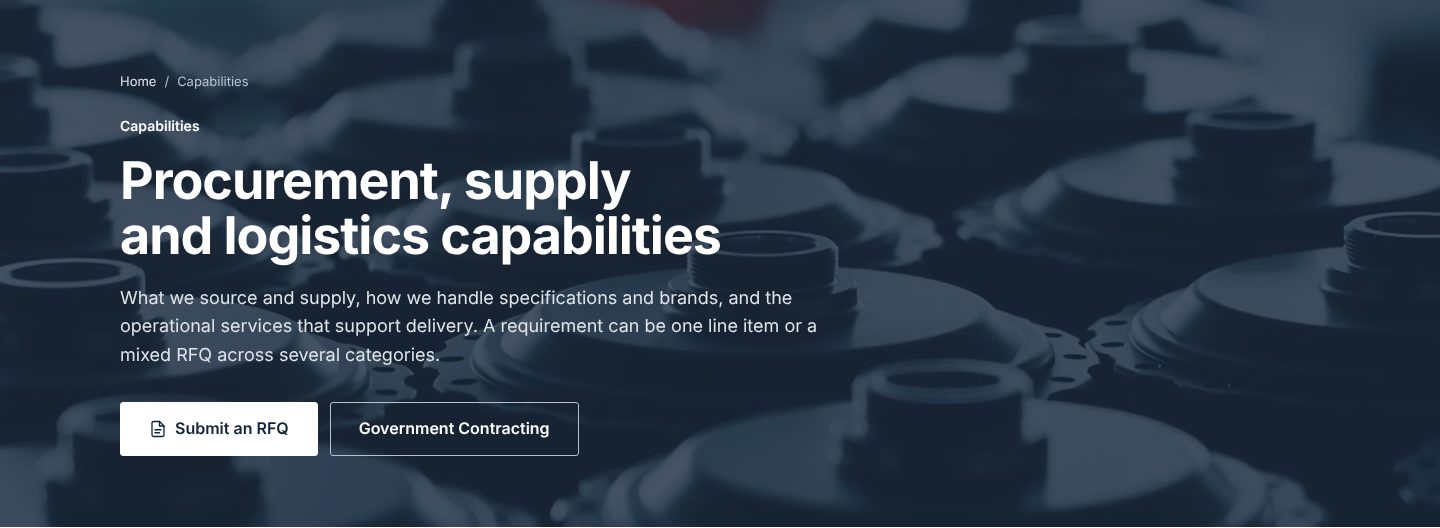 Home / Capabilities
Capabilities
Procurement, supply
and logistics capabilities
What we source and supply, how we handle specifications and brands, and the
operational services that support delivery. A requirement can be one line item or a
mixed RFQ across several categories.
Submit an RFQ
Government Contracting